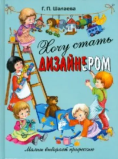 Г. П. Шалаева
Хочу стать
ДИЗАЙНЕРОМ
Малыш выбирает профессию